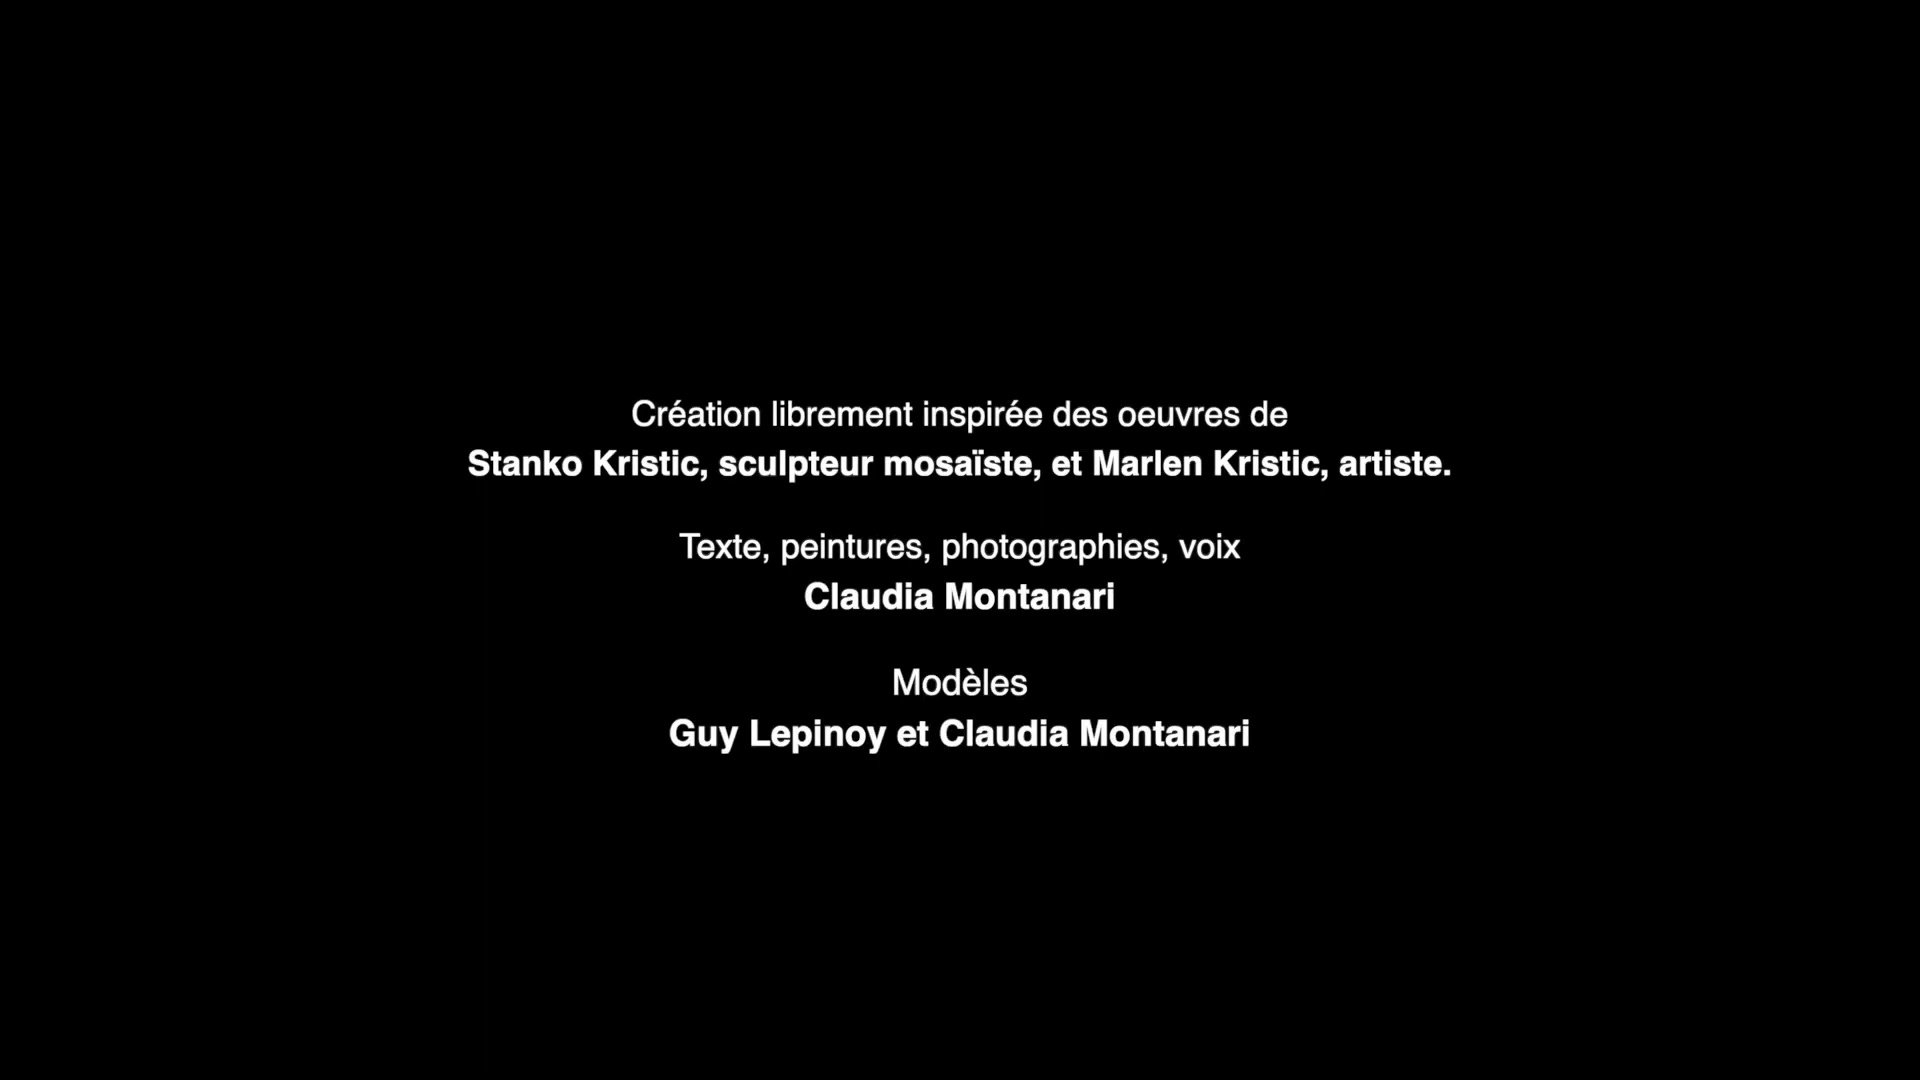 Création librement inspirée des oeuvres de
Stanko Kristic, sculpteur mosaïste, et Marlen Kristic, artiste.
Texte, peintures, photographies, voix
Claudia Montanari
Modèles
Guy Lepinoy et Claudia Montanari